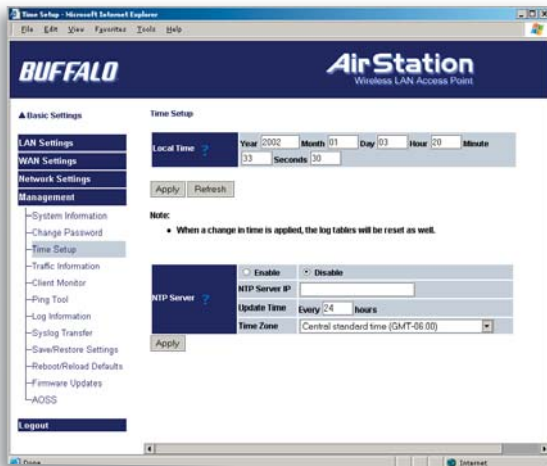 Time Setup - Microsoft Internet Explorer
File Edit View Favorites Tools Help
BUFFALO
AirStation
Wireless LAN Access Point
Basic Settings
LAN Settings
WAN Settings
Network Settings
Management
System Information
Change Password
Time Setup
Traffic Information
Client Monitor
Ping Tool
Log Information
Syslog Transfer
Save/Restore Settings
Reboot/Reload Defaults
Firmware Updates
AOSS
Logout
Time Setup
Local Time ?
Year 2002 Month 01 Day 03 Hour 20 Minute
33 Seconds 30
Apply Refresh
Note:
• When a change in time is applied, the log tables will be reset as well.
NTP Server ?
Enable Disable
NTP Server IP
Update Time Every 24 hours
Time Zone Central standard time (GMT-06:00)
Apply
Done Internet